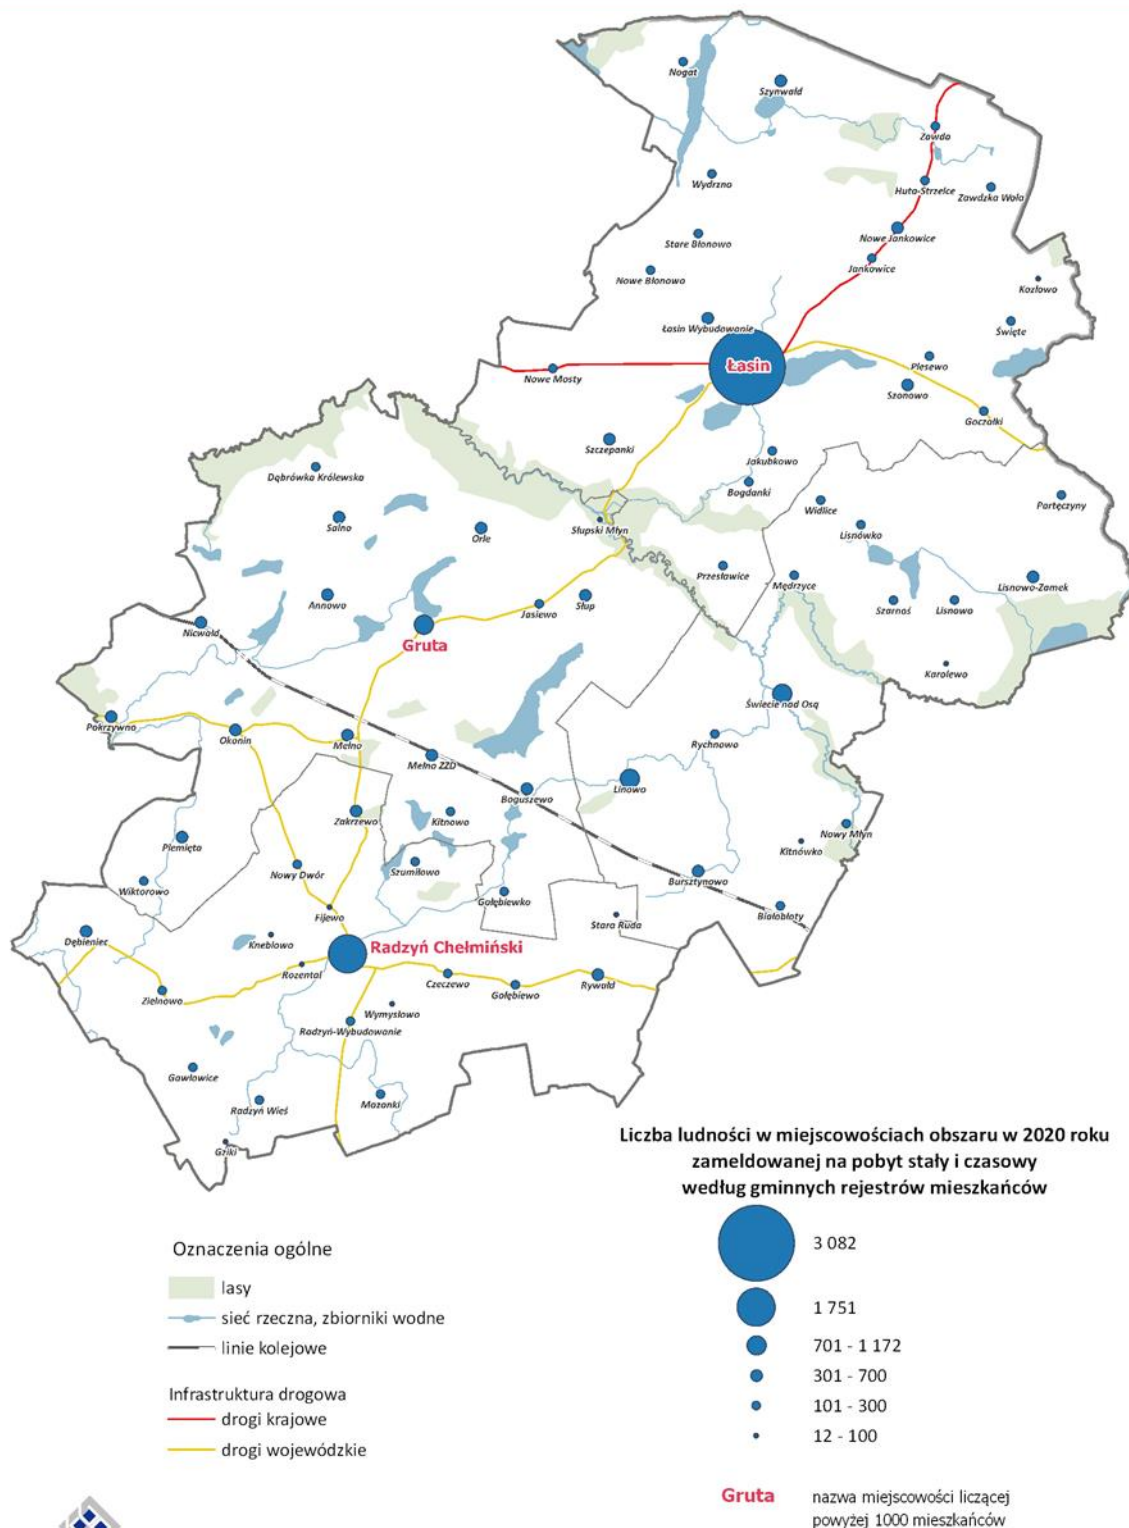 Nogat
Szynwałd
Zawda
Wydrzno
Huta-Strzelce
Zawdzka Wola
Stare Błonowo
Nowe Jankowice
Nowe Błonowo
Jankowice
Kozłowo
Łasin Wybudowanie
Święte
Łasin
Plesewo
Nowe Mosty
Szonowo
Goczałki
Szczepanki
Jakubkowo
Dąbrówka Królewska
Bogdanki
Partęczyny
Widlice
Salno
Orle
Słupski Młyn
Lisnówko
Przesławice
Mędrzyce
Lisnowo-Zamek
Annowo
Jasiewo
Słup
Szarnoś
Lisnowo
Nicwałd
Gruta
Karolewo
Świecie nad Osą
Pokrzywno
Okonin
Mełno
Rychnowo
Mełno ZZD
Linowo
Boguszewo
Zakrzewo
Kitnowo
Nowy Młyn
Plemięta
Kitnówko
Nowy Dwór
Szumiłowo
Bursztynowo
Wiktorowo
Gołębiewko
Białobłoty
Fijewo
Stara Ruda
Dębieniec
Kneblowo
Radzyń Chełmiński
Rozental
Czeczewo
Gołębiewo
Rywałd
Zielnowo
Wymysłowo
Radzyń-Wybudowanie
Gawłowice
Radzyń Wieś
Mazanki
Gziki
Liczba ludności w miejscowościach obszaru w 2020 roku
zameldowanej na pobyt stały i czasowy
według gminnych rejestrów mieszkańców
3 082
1 751
701 - 1 172
301 - 700
101 - 300
12 - 100
Gruta
nazwa miejscowości liczącej
powyżej 1000 mieszkańców
Oznaczenia ogólne
lasy
sieć rzeczna, zbiorniki wodne
linie kolejowe
Infrastruktura drogowa
drogi krajowe
drogi wojewódzkie